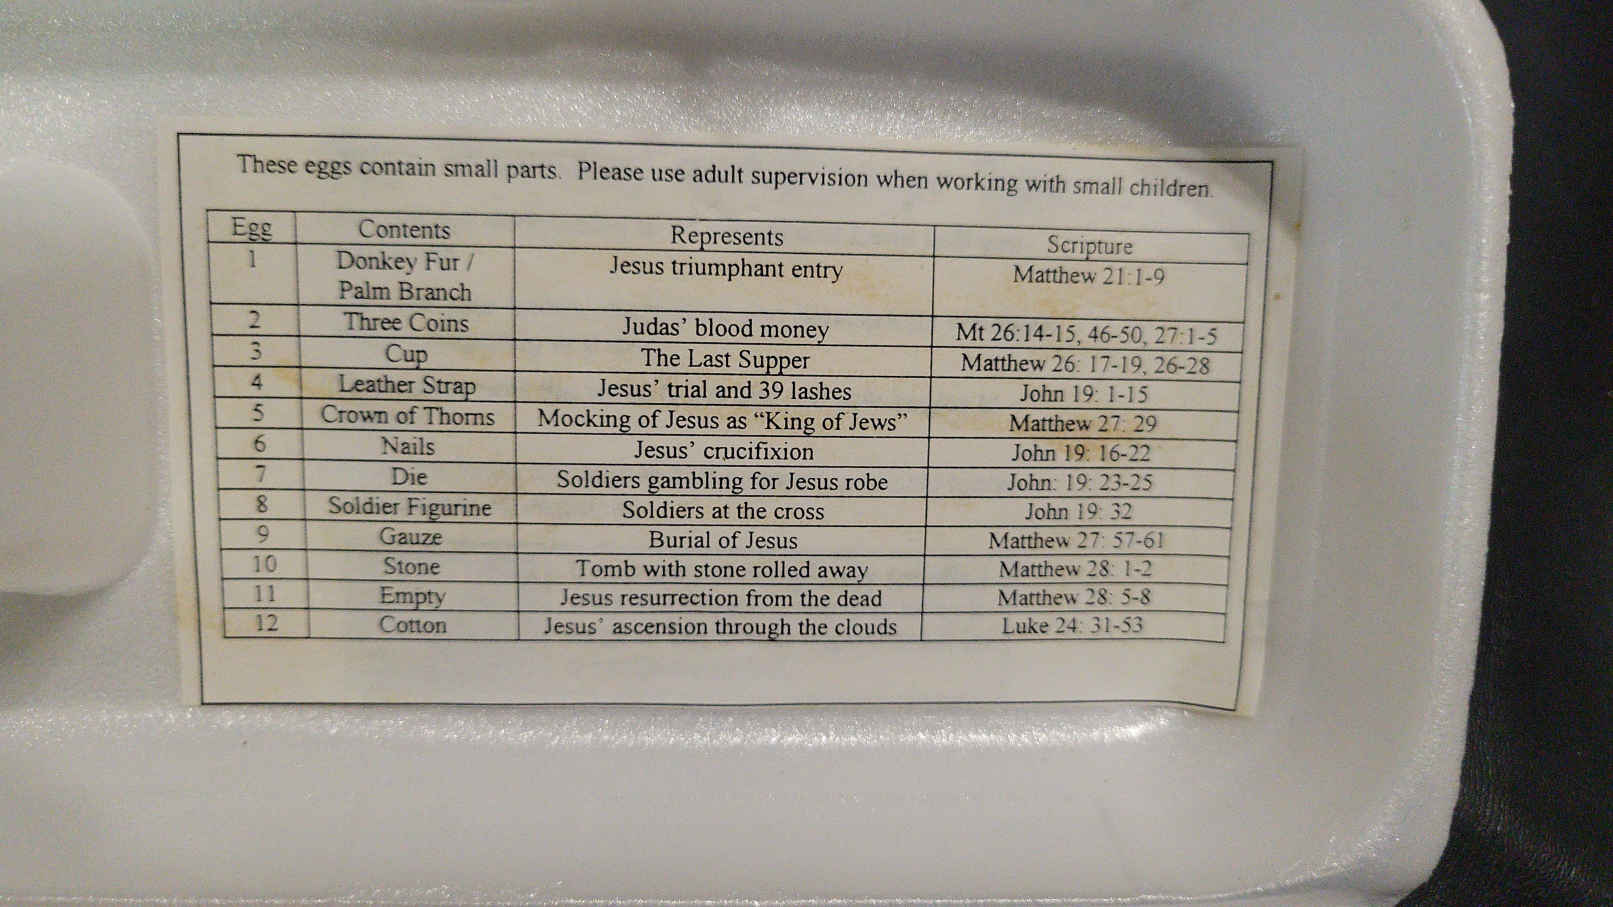 These eggs contain small parts. Please use adult supervision when working with small children.
Egg Contents Represents Scripture
1 Donkey Fur / Jesus triumphant entry Matthew 21:1-9
Palm Branch
2 Three Coins Judas' blood money Mt 26:14-15, 46-50, 27:1-5
3 Cup The Last Supper Matthew 26: 17-19, 26-28
4 Leather Strap Jesus' trial and 39 lashes John 19: 1-15
5 Crown of Thorns Mocking of Jesus as “King of Jews” Matthew 27: 29
6 Nails Jesus' crucifixion John 19: 16-22
7 Die Soldiers gambling for Jesus robe John: 19: 23-25
8 Soldier Figurine Soldiers at the cross John 19: 32
9 Gauze Burial of Jesus Matthew 27: 57-61
10 Stone Tomb with stone rolled away Matthew 28: 1-2
11 Empty Jesus resurrection from the dead Matthew 28: 5-8
12 Cotton Jesus' ascension through the clouds Luke 24: 31-53